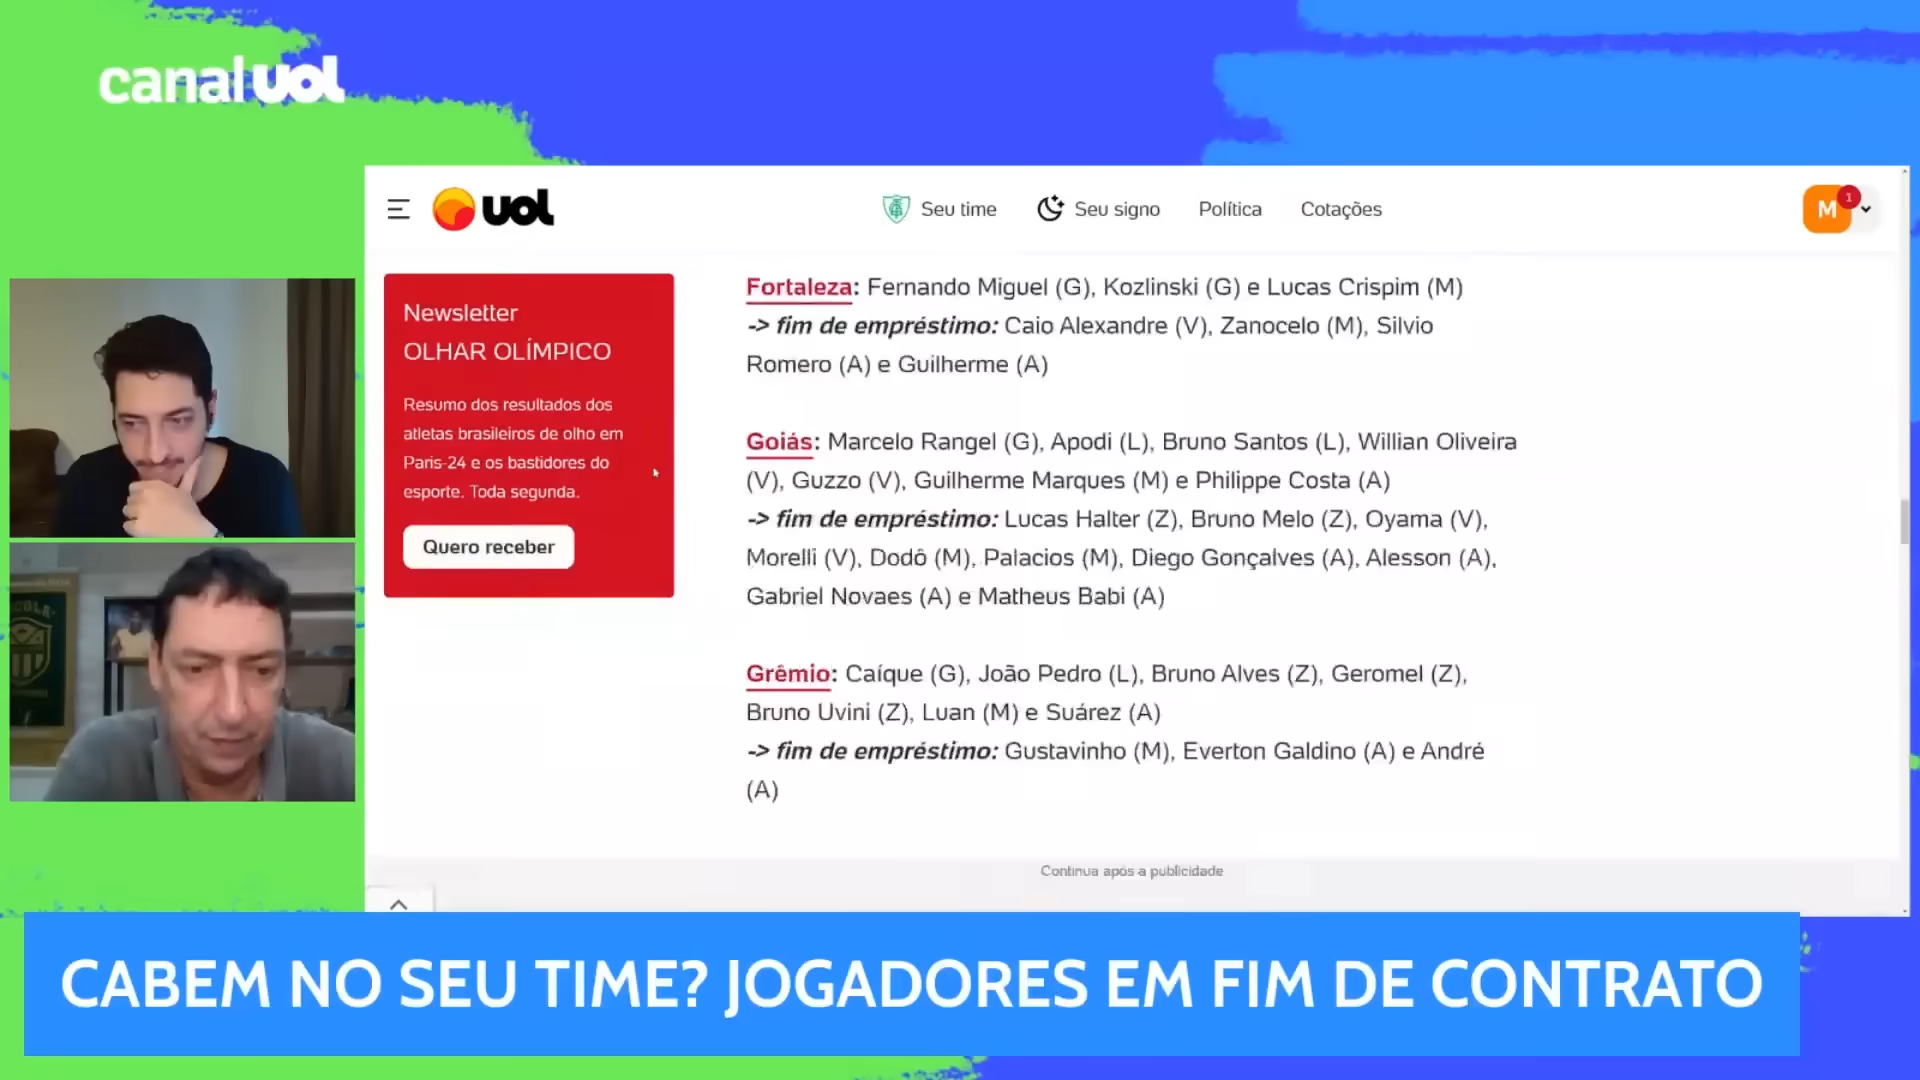 canal uol
uol
Seu time
Seu signo
Política
Cotações
M
1
Newsletter
OLHAR OLÍMPICO
Resumo dos resultados dos
atletas brasileiros de olho em
Paris-24 e os bastidores do
esporte. Toda segunda.
Quero receber
Fortaleza: Fernando Miguel (G), Kozlinski (G) e Lucas Crispim (M)
-> fim de empréstimo: Caio Alexandre (V), Zanocelo (M), Silvio
Romero (A) e Guilherme (A)
Goiás: Marcelo Rangel (G), Apodi (L), Bruno Santos (L), Willian Oliveira
(V), Guzzo (V), Guilherme Marques (M) e Philippe Costa (A)
-> fim de empréstimo: Lucas Halter (Z), Bruno Melo (Z), Oyama (V),
Morelli (V), Dodô (M), Palacios (M), Diego Gonçalves (A), Alesson (A),
Gabriel Novaes (A) e Matheus Babi (A)
Grêmio: Caíque (G), João Pedro (L), Bruno Alves (Z), Geromel (Z),
Bruno Uvini (Z), Luan (M) e Suárez (A)
-> fim de empréstimo: Gustavinho (M), Everton Galdino (A) e André
(A)
Continua após a publicidade
CABEM NO SEU TIME? JOGADORES EM FIM DE CONTRATO